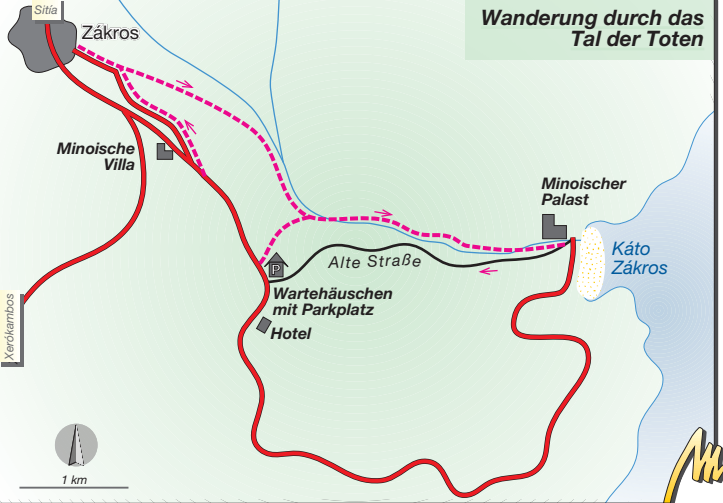 Sitía
Zákros
Wanderung durch das
Tal der Toten
Minoische
Villa
Minoischer
Palast
Káto
Zákros
P
Alte Straße
Wartehäuschen
mit Parkplatz
Hotel
Xerókambos
1 km